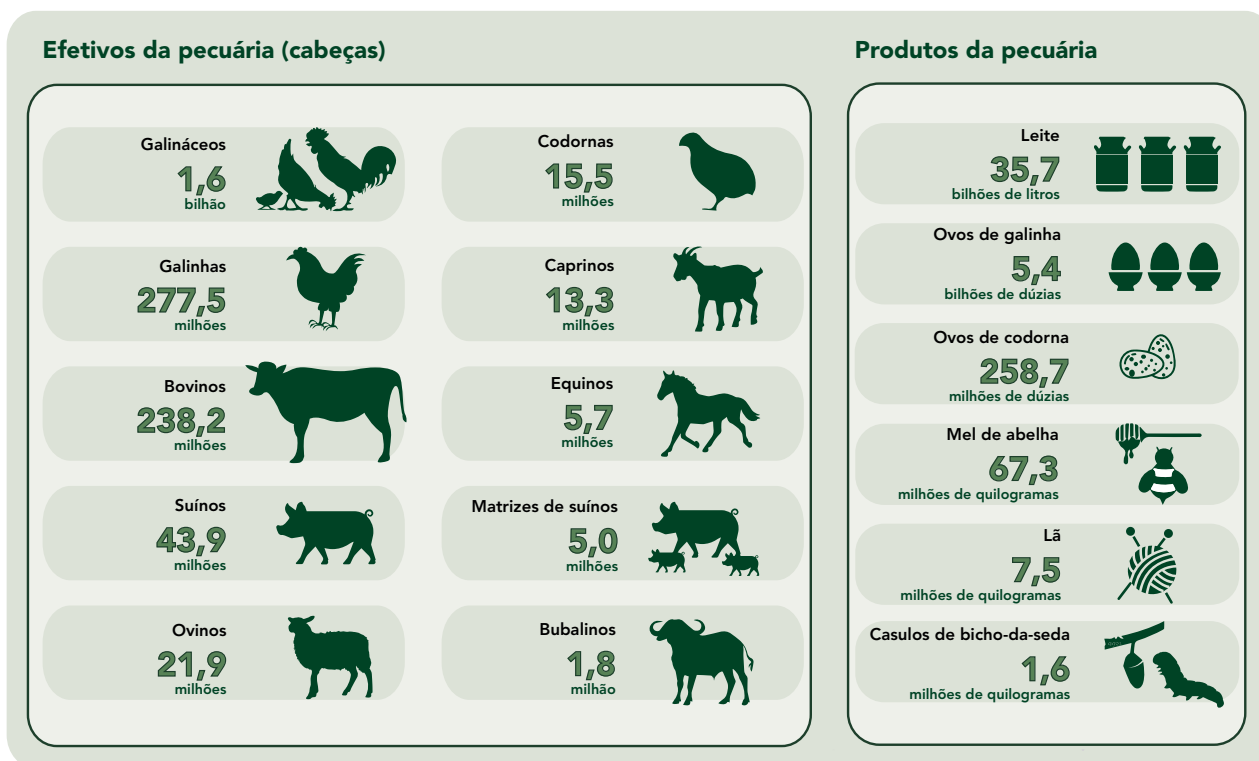 Efetivos da pecuária (cabeças)
Galináceos
1,6
bilhão
Galinhas
277,5
milhões
Bovinos
238,2
milhões
Suínos
43,9
milhões
Ovinos
21,9
milhões
Codornas
15,5
milhões
Caprinos
13,3
milhões
Equinos
5,7
milhões
Matrizes de suínos
5,0
milhões
Bubalinos
1,8
milhão
Produtos da pecuária
Leite
35,7
bilhões de litros
Ovos de galinha
5,4
bilhões de dúzias
Ovos de codorna
258,7
milhões de dúzias
Mel de abelha
67,3
milhões de quilogramas
Lã
7,5
milhões de quilogramas
Casulos de bicho-da-seda
1,6
milhões de quilogramas